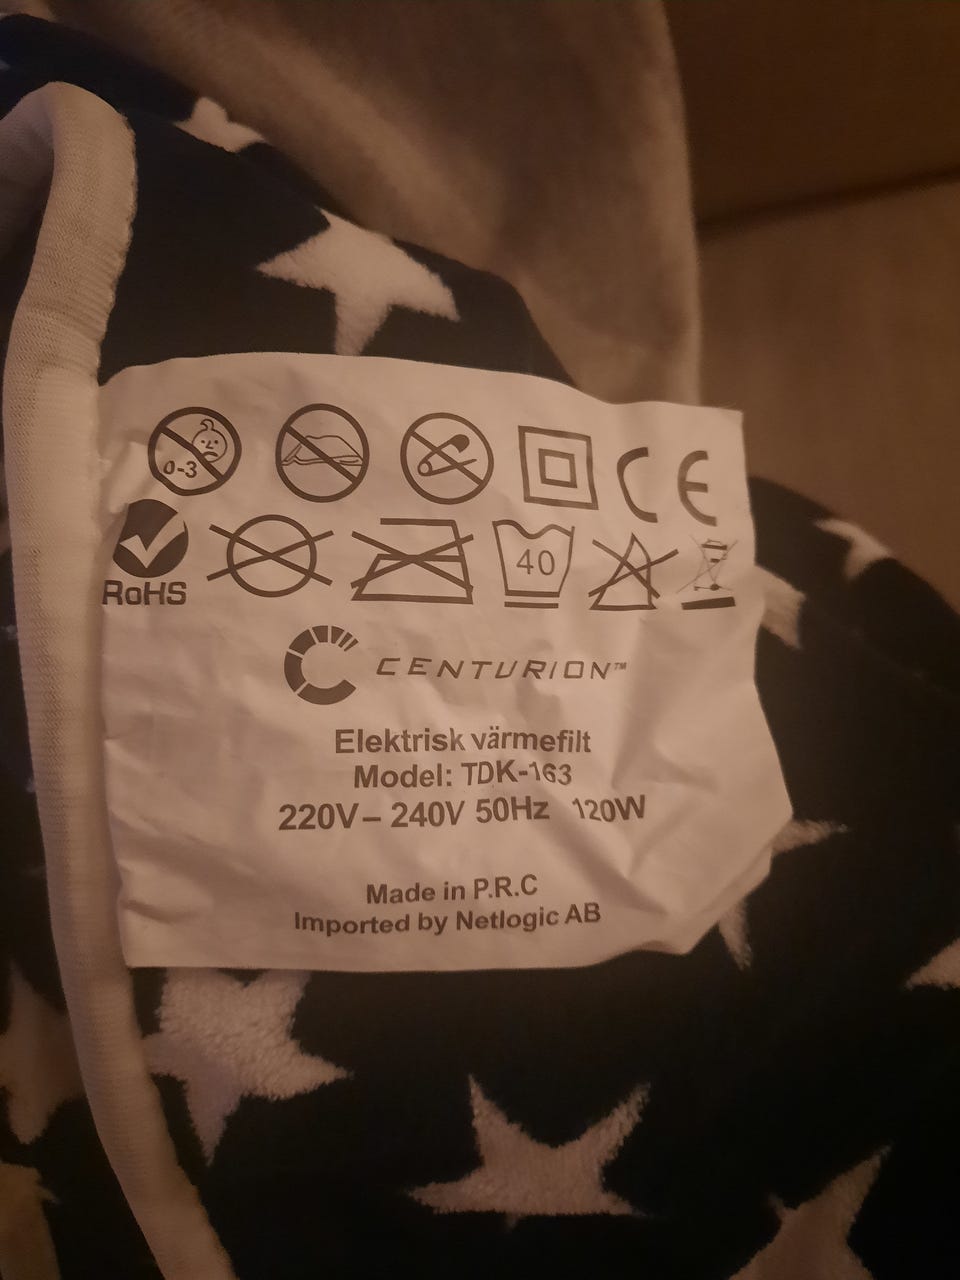 0-3
CE
RoHS
40
CENTURION™
Elektrisk värmefilt
Model: TDK-163
220V– 240V 50Hz 120W
Made in P.R.C
Imported by Netlogic AB